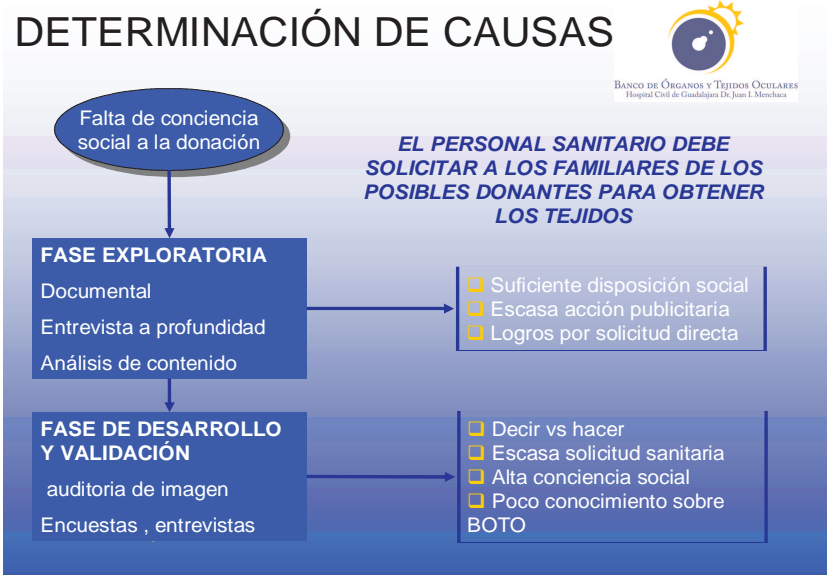 DETERMINACIÓN DE CAUSAS
BANCO DE ÓRGANOS Y TEJIDOS OCULARES
Hospital Civil de Guadalajara Dr. Juan I. Menchaca
Falta de conciencia
social a la donación
EL PERSONAL SANITARIO DEBE
SOLICITAR A LOS FAMILIARES DE LOS
POSIBLES DONANTES PARA OBTENER
LOS TEJIDOS
FASE EXPLORATORIA
Documental
Entrevista a profundidad
Análisis de contenido
Suficiente disposición social
Escasa acción publicitaria
Logros por solicitud directa
FASE DE DESARROLLO
Y VALIDACIÓN
auditoria de imagen
Encuestas , entrevistas
Decir vs hacer
Escasa solicitud sanitaria
Alta conciencia social
Poco conocimiento sobre
BOTO